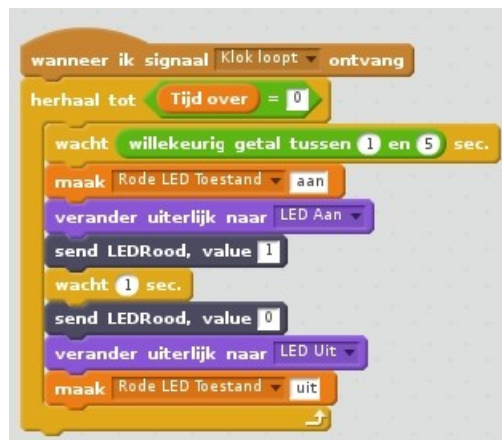 wanneer ik signaal Klok loopt ontvang
herhaal tot Tijd over = 0
wacht willekeurig getal tussen 1 en 5 sec.
maak Rode LED Toestand aan
verander uiterlijk naar LED Aan
send LEDRood, value 1
wacht 1 sec.
send LEDRood, value 0
verander uiterlijk naar LED Uit
maak Rode LED Toestand uit